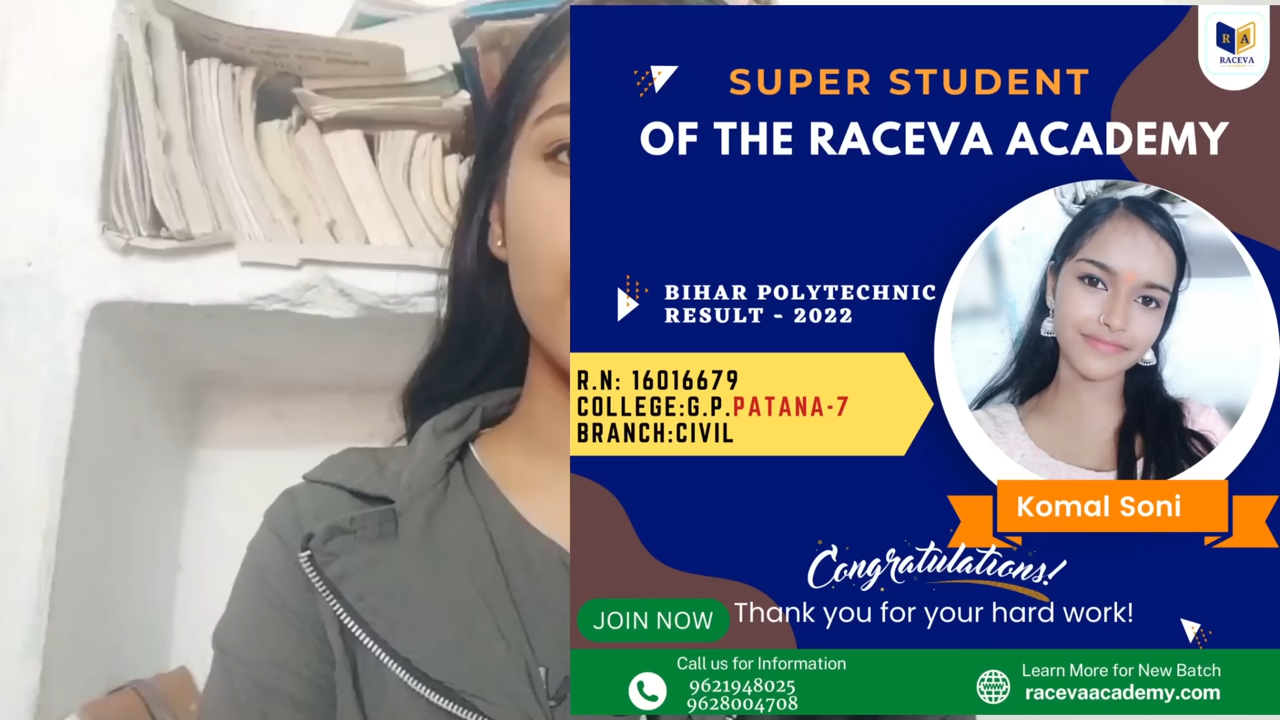 R A
RACEVA
SUPER STUDENT
OF THE RACEVA ACADEMY
BIHAR POLYTECHNIC
RESULT - 2022
R.N: 16016679
COLLEGE:G.P.PATANA-7
BRANCH:CIVIL
Komal Soni
Congratulations!
Thank you for your hard work!
JOIN NOW
Call us for Information
9621948025
9628004708
Learn More for New Batch
racevaacademy.com